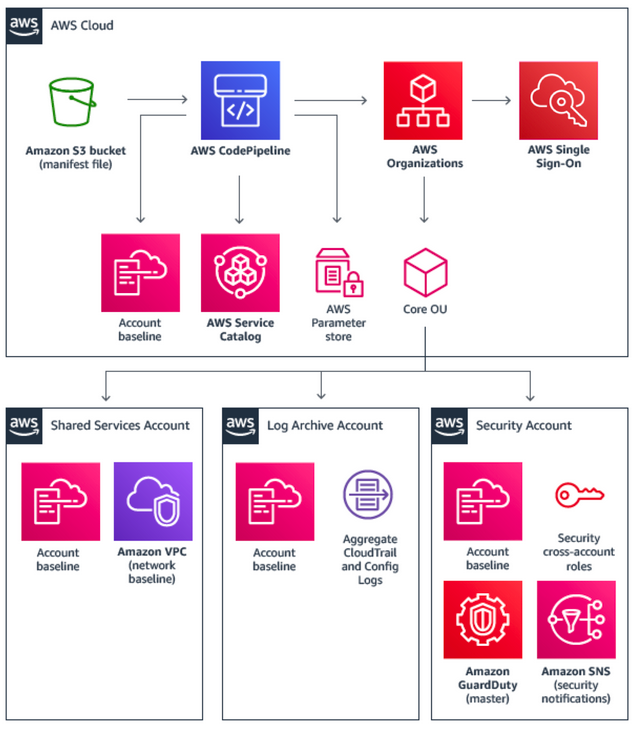 aws
AWS Cloud
Amazon S3 bucket
(manifest file)
AWS CodePipeline
AWS
Organizations
AWS Single
Sign-On
Account
baseline
AWS Service
Catalog
AWS
Parameter
store
Core OU
aws
Shared Services Account
Account
baseline
Amazon VPC
(network
baseline)
aws
Log Archive Account
Account
baseline
Aggregate
CloudTrail
and Config
Logs
aws
Security Account
Account
baseline
Security
cross-account
roles
Amazon
GuardDuty
(master)
Amazon SNS
(security
notifications)